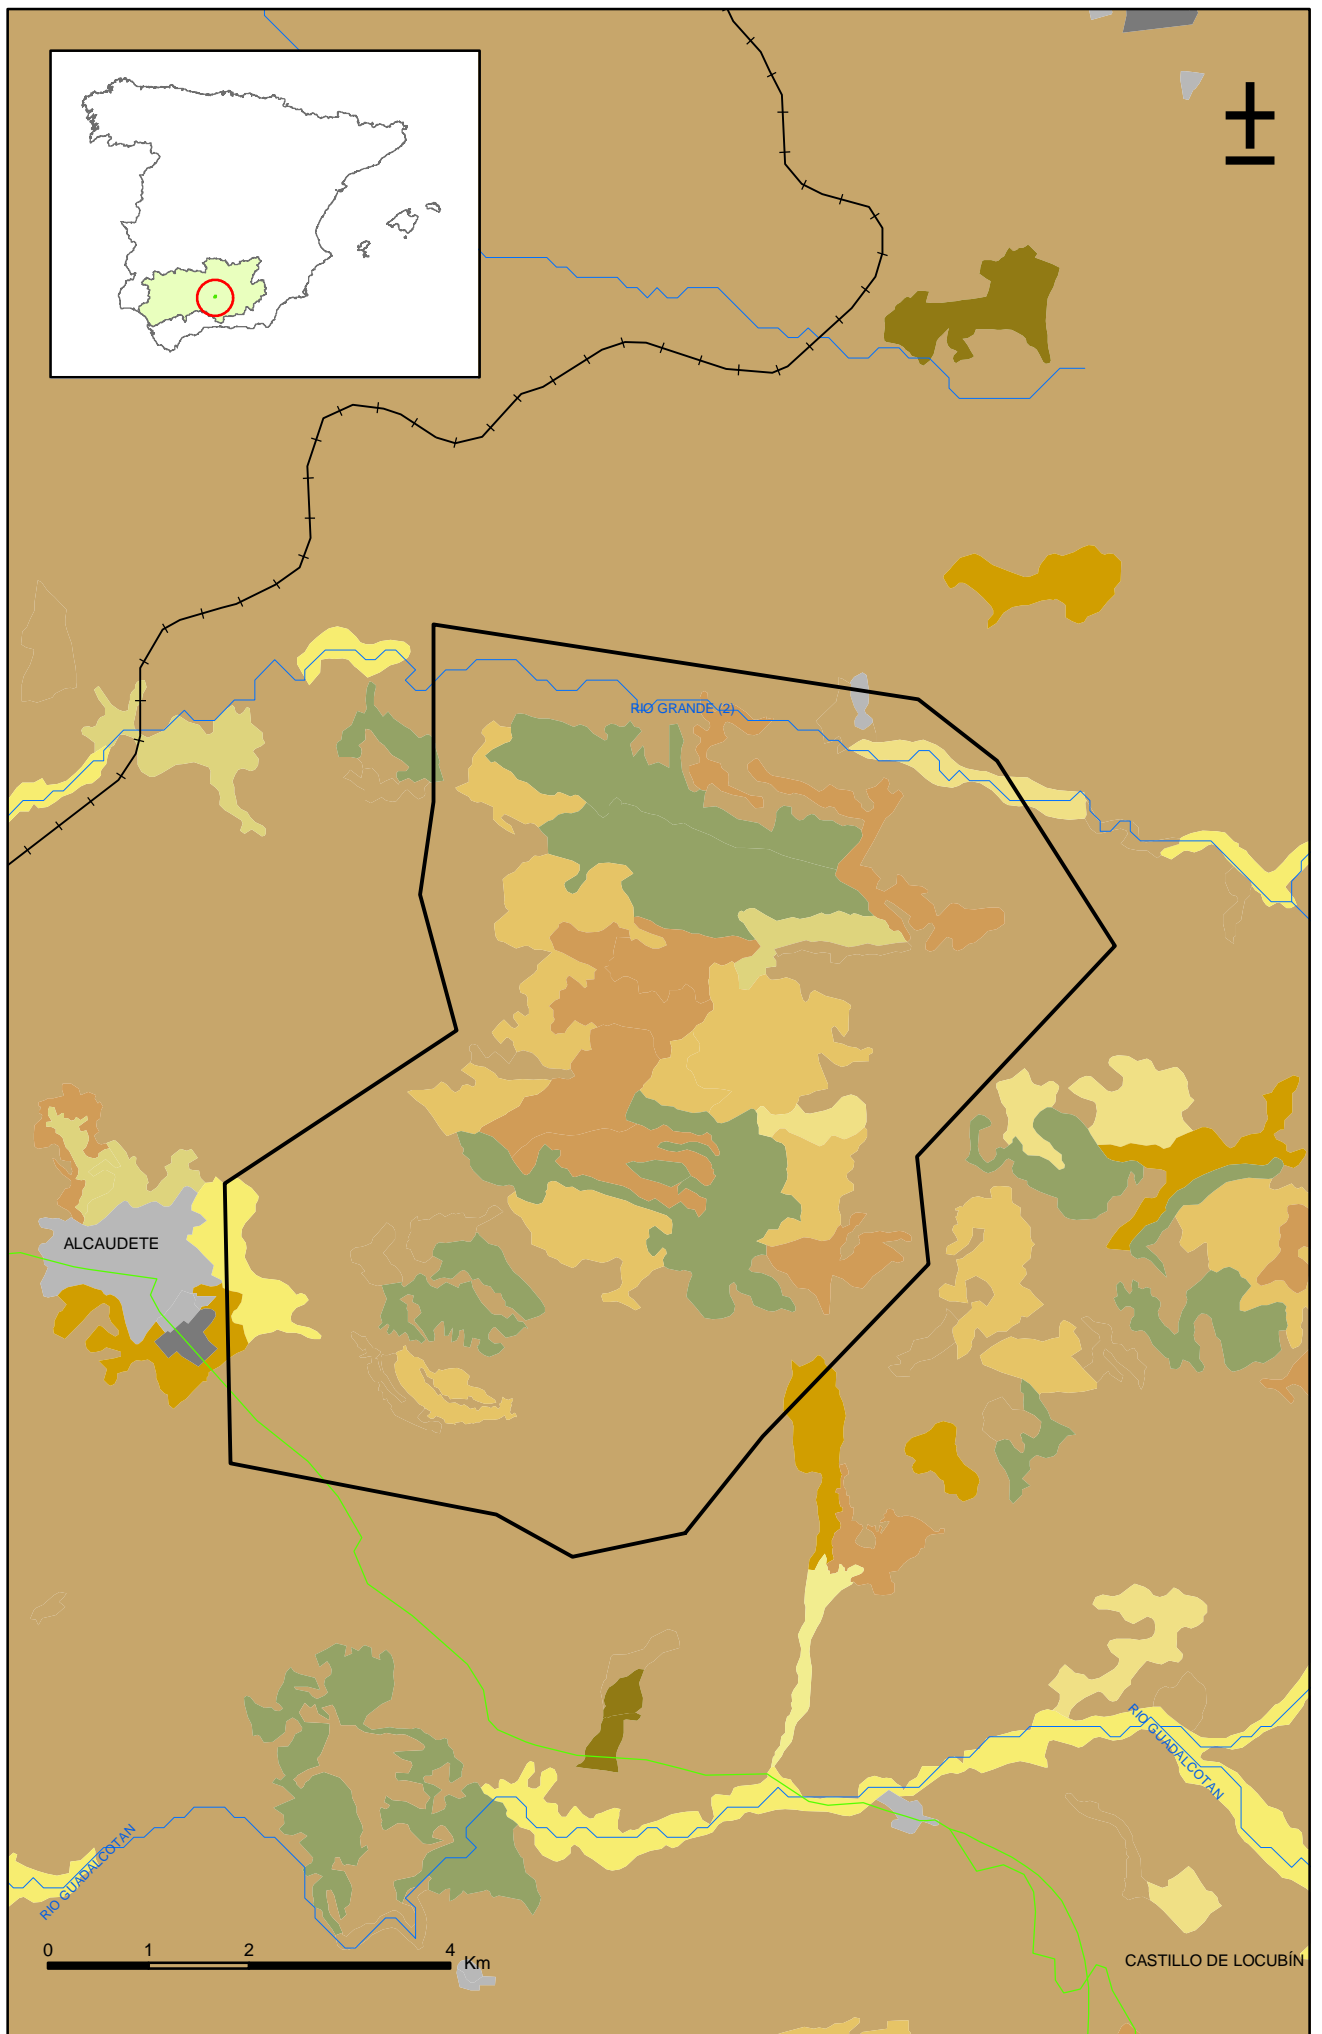 RIO GRANDE (2)
ALCAUDETE
RIO GUADALCOTAN
RIO GUADALCOTAN
0 1 2 4 Km
CASTILLO DE LOCUBÍN